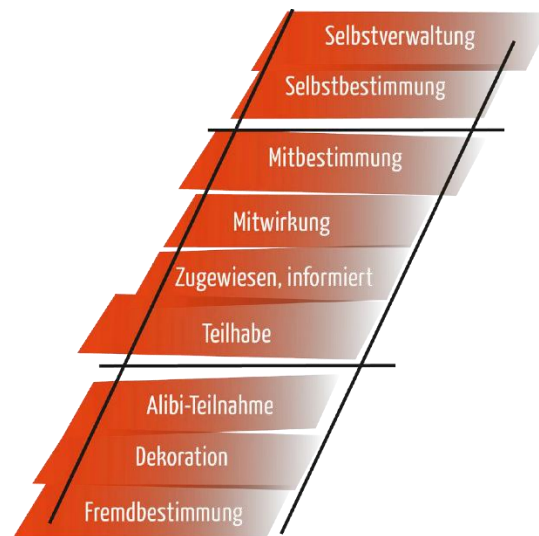 Selbstverwaltung
Selbstbestimmung
Mitbestimmung
Mitwirkung
Zugewiesen, informiert
Teilhabe
Alibi-Teilnahme
Dekoration
Fremdbestimmung